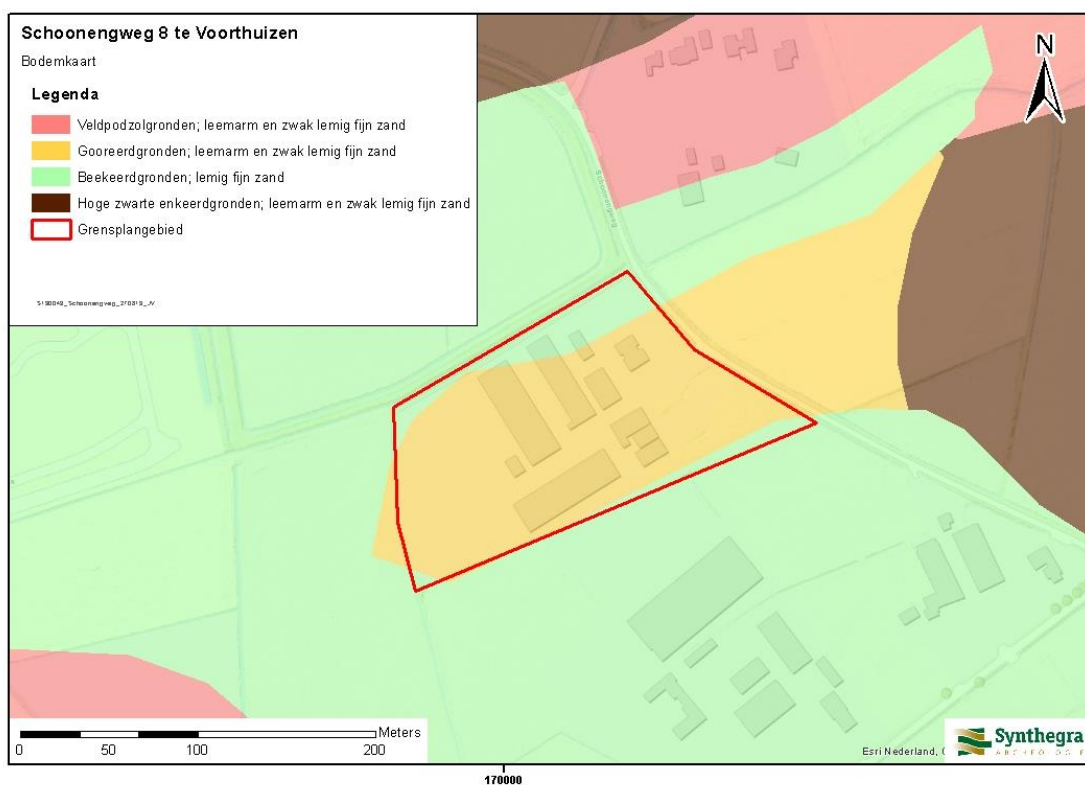 Schoonengweg 8 te Voorthuizen
Bodemkaart
Legenda
Veldpodzolgronden; leemarm en zwak lemig fijn zand
Gooreerdgronden; leemarm en zwak lemig fijn zand
Beekeerdgronden; lemig fijn zand
Hoge zwarte enkeerdgronden; leemarm en zwak lemig fijn zand
Grensplangebied
N
Schoonengweg
Meters
0 50 100 200
Esri Nederland,
Synthegra
ARCHEOLOGIE
170000